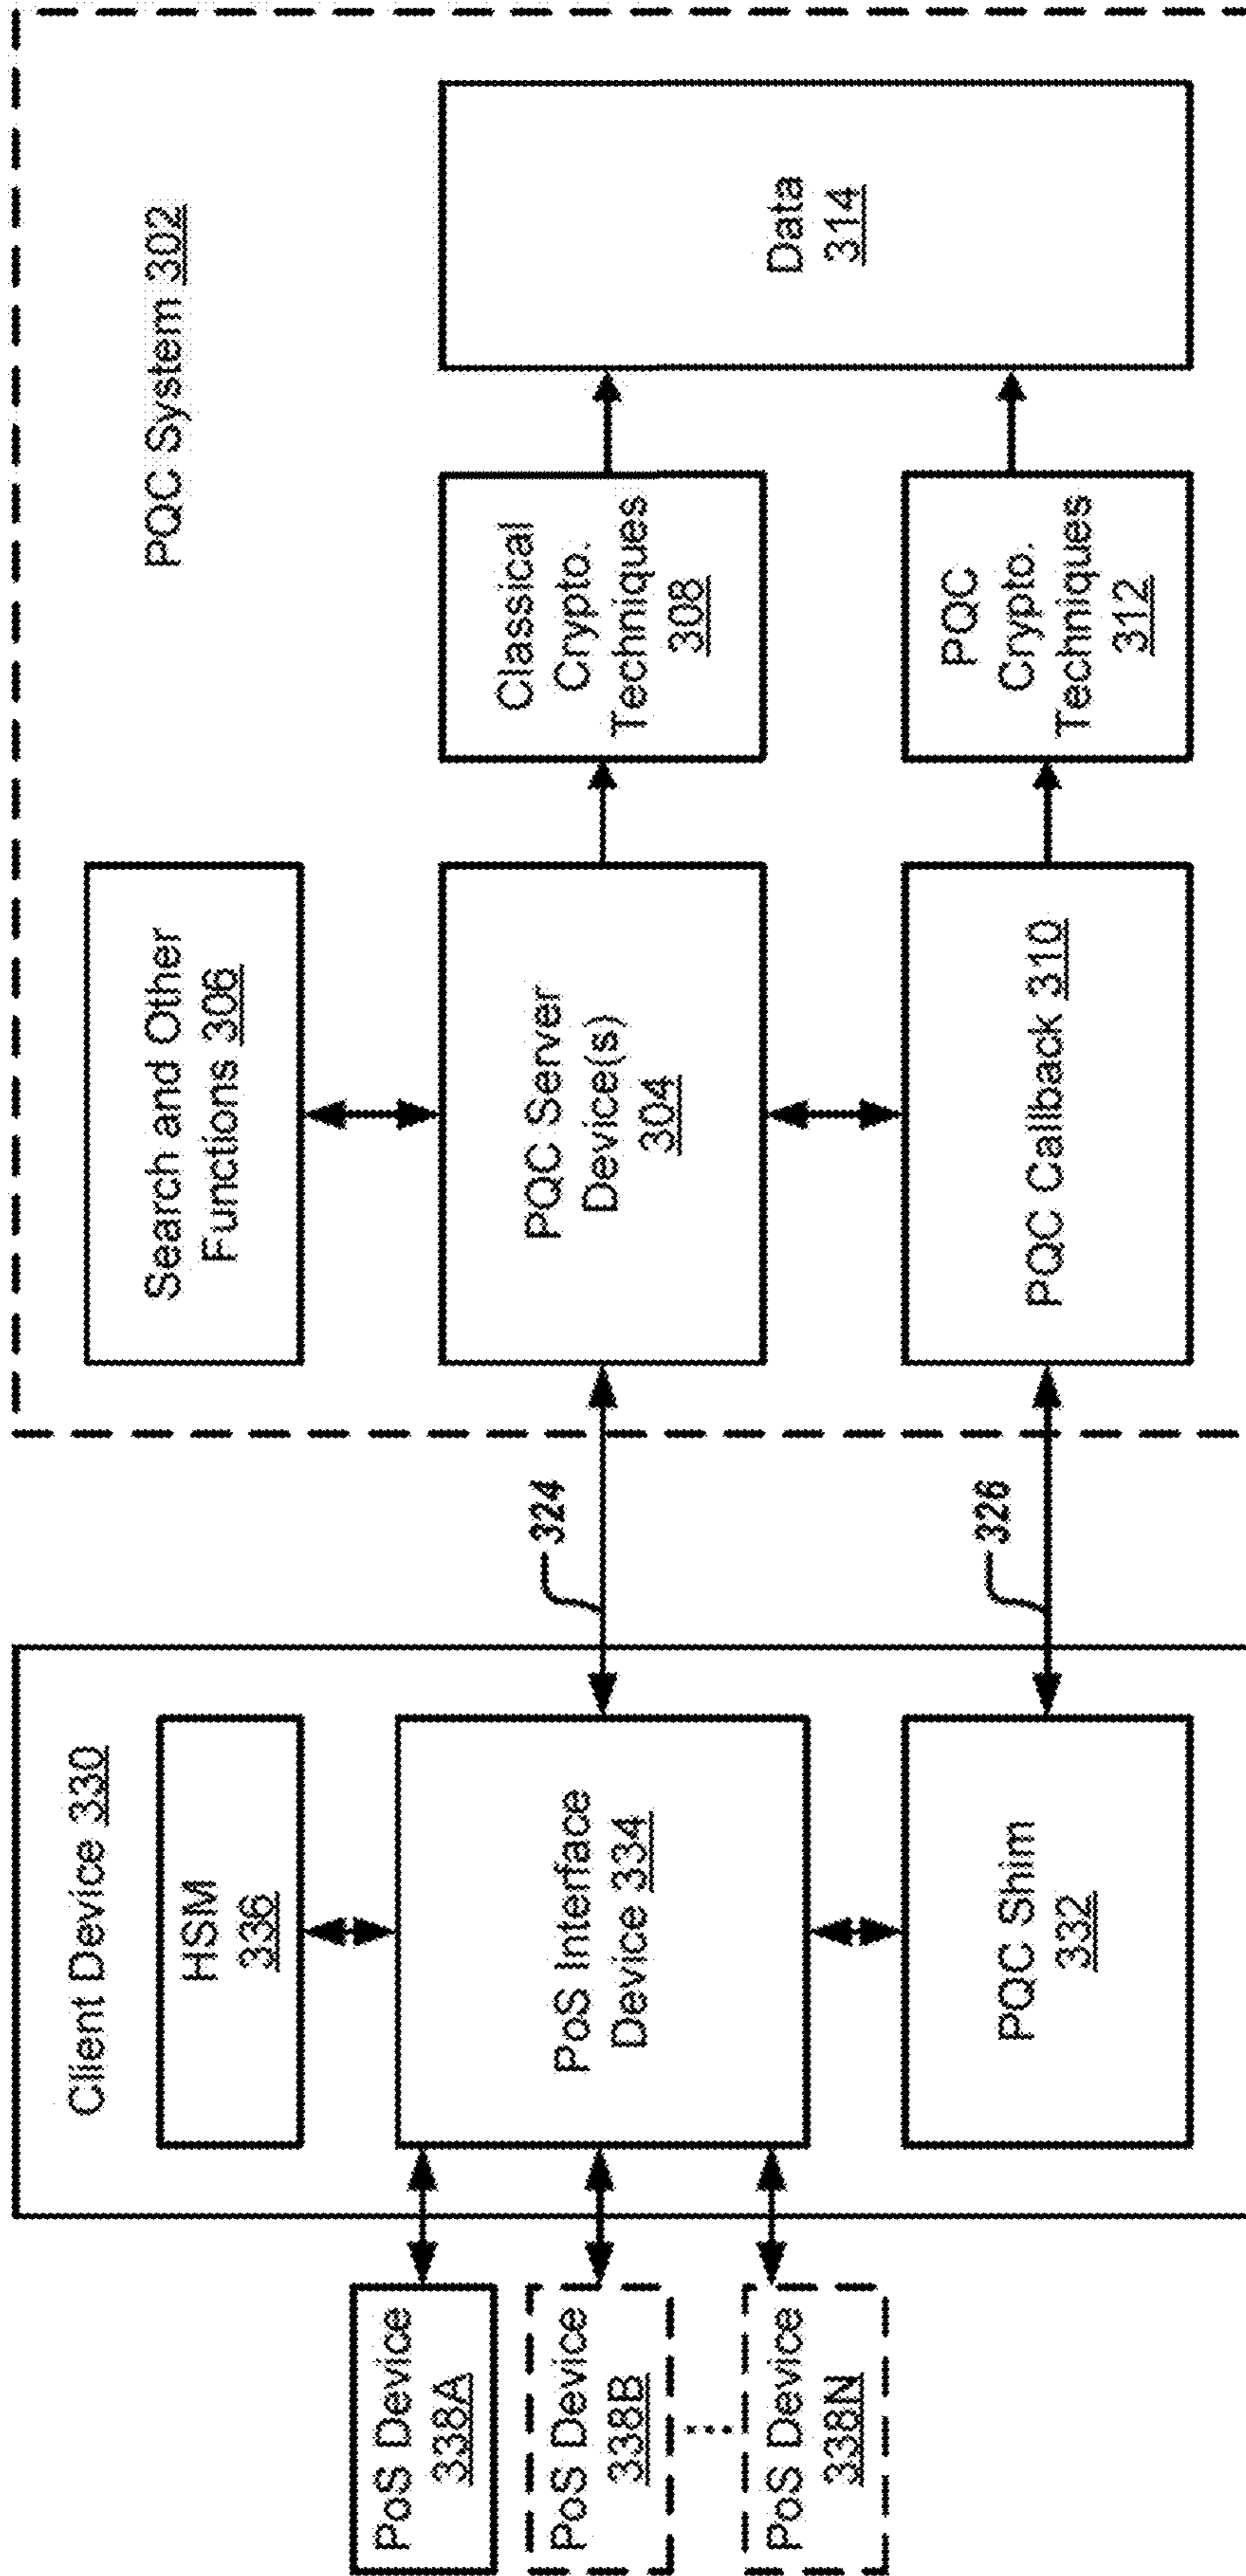 PoS Device
338A
PoS Device
338B
PoS Device
338N
Client Device 330
HSM
336
PoS Interface
Device 334
PQC Shim
332
324
326
PQC System 302
Search and Other
Functions 306
PQC Server
Device(s)
304
PQC Callback 310
Classical
Crypto.
Techniques
308
PQC
Crypto.
Techniques
312
Data
314